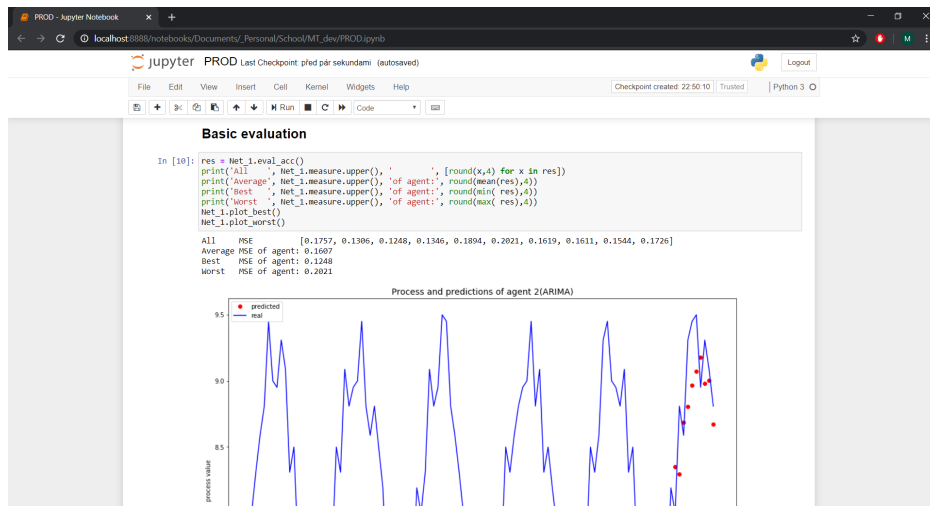 PROD - Jupyter Notebook
localhost:8888/notebooks/Documents/_Personal/School/MT_dev/PROD.ipynb
M
jupyter PROD Last Checkpoint: před pár sekundami (autosaved)
Logout
File Edit View Insert Cell Kernel Widgets Help
Checkpoint created: 22:50:10 Trusted Python 3
Run Code
Basic evaluation
In [10]: res = Net_1.eval_acc()
print('All    ', Net_1.measure.upper(), '         ', [round(x,4) for x in res])
print('Average', Net_1.measure.upper(), 'of agent:', round(mean(res),4))
print('Best   ', Net_1.measure.upper(), 'of agent:', round(min( res),4))
print('Worst  ', Net_1.measure.upper(), 'of agent:', round(max( res),4))
Net_1.plot_best()
Net_1.plot_worst()
All     MSE           [0.1757, 0.1306, 0.1248, 0.1346, 0.1894, 0.2021, 0.1619, 0.1611, 0.1544, 0.1726]
Average MSE of agent: 0.1607
Best    MSE of agent: 0.1248
Worst   MSE of agent: 0.2021
Process and predictions of agent 2(ARIMA)
predicted
real
9.5
9.0
8.5
process value